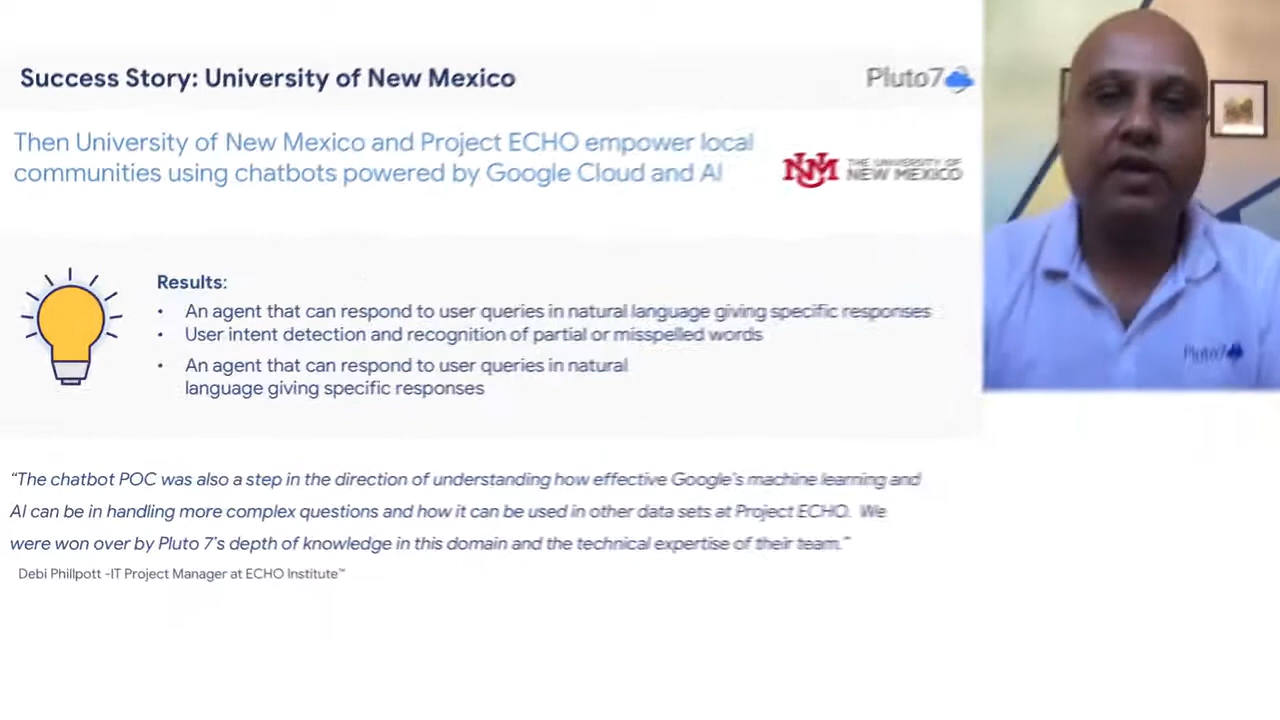 Success Story: University of New Mexico
Pluto7
Then University of New Mexico and Project ECHO empower local
communities using chatbots powered by Google Cloud and AI
NM THE UNIVERSITY OF
NEW MEXICO
Results:
• An agent that can respond to user queries in natural language giving specific responses
• User intent detection and recognition of partial or misspelled words
• An agent that can respond to user queries in natural
language giving specific responses
Pluto7
“The chatbot POC was also a step in the direction of understanding how effective Google's machine learning and
AI can be in handling more complex questions and how it can be used in other data sets at Project ECHO. We
were won over by Pluto 7's depth of knowledge in this domain and the technical expertise of their team.”
Debi Phillpott -IT Project Manager at ECHO Institute™